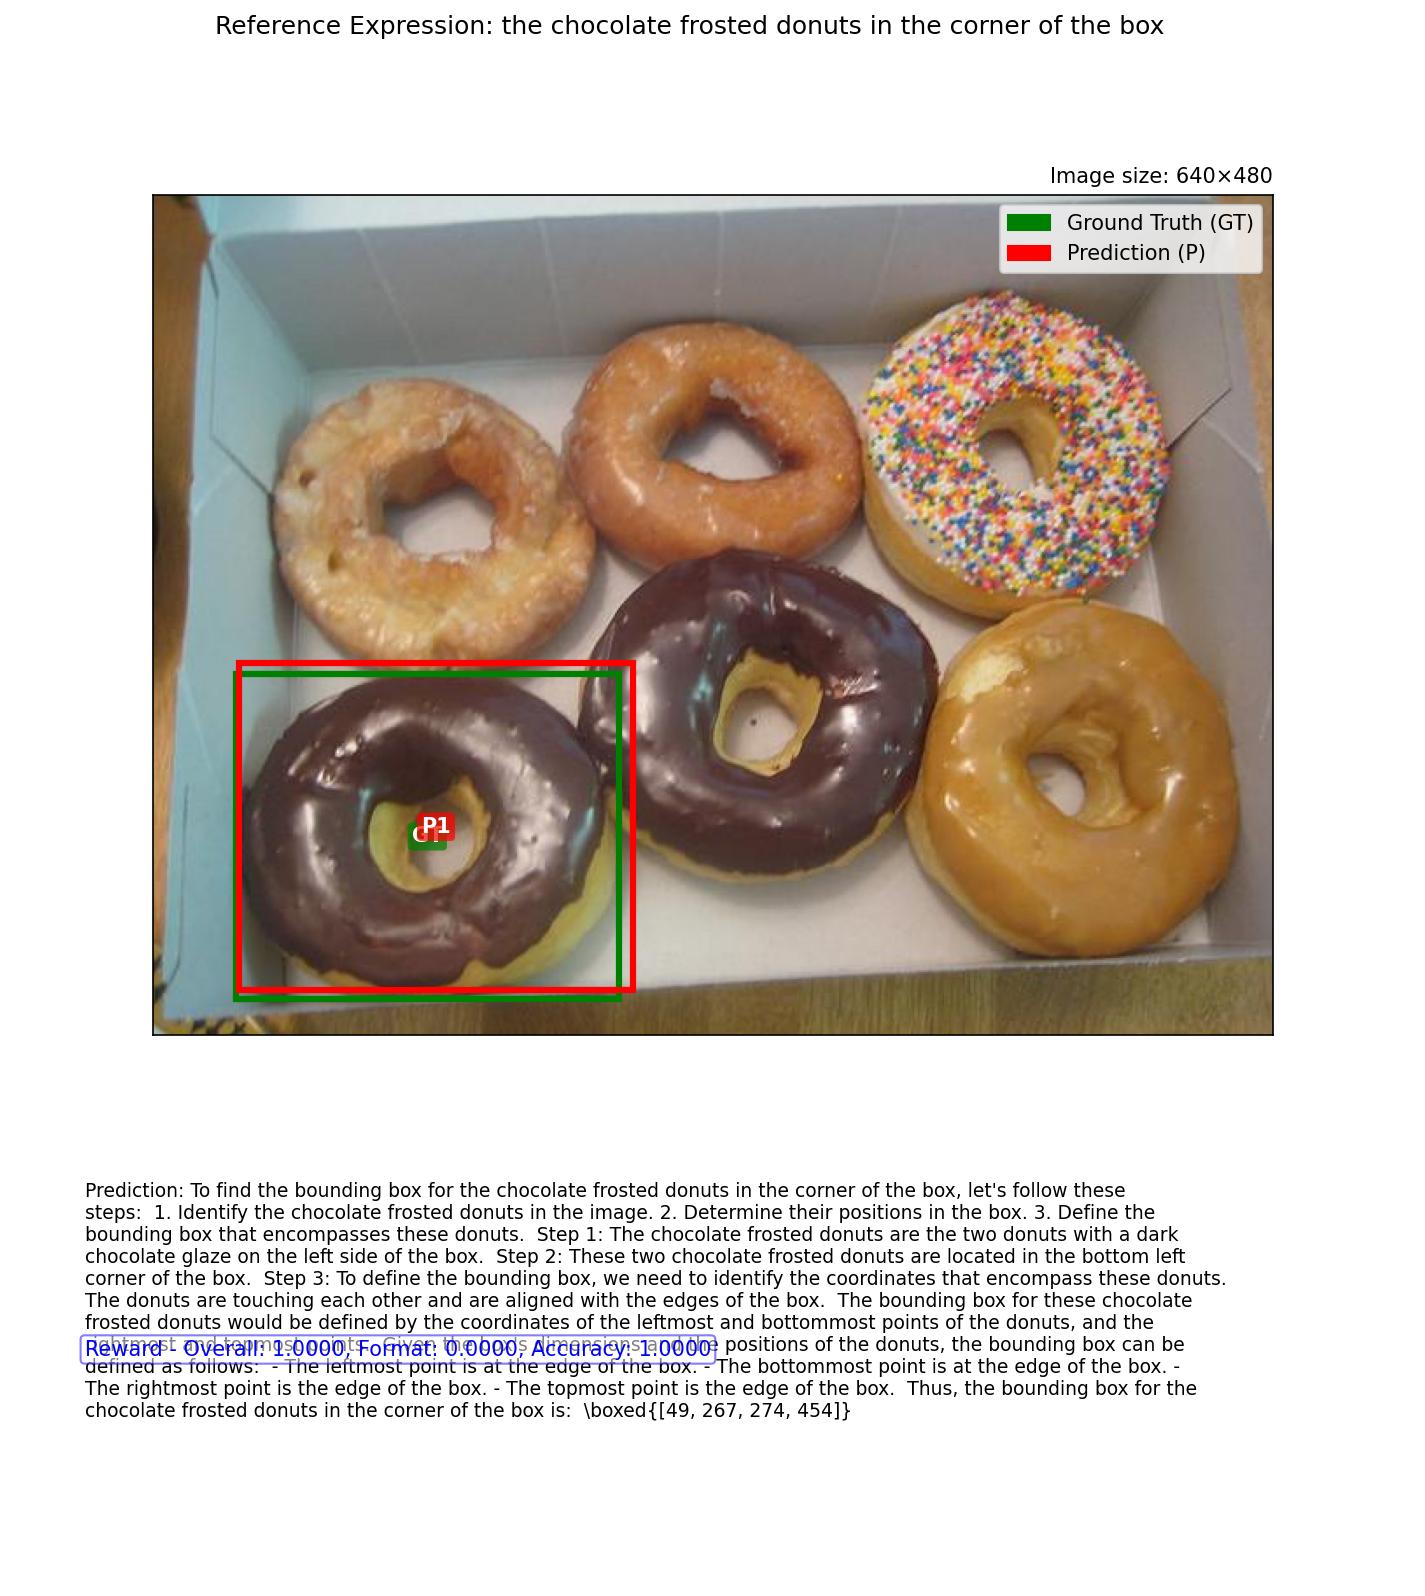 Reference Expression: the chocolate frosted donuts in the corner of the box
Image size: 640×480
Ground Truth (GT)
Prediction (P)
GT
P1
Prediction: To find the bounding box for the chocolate frosted donuts in the corner of the box, let's follow these
steps:  1. Identify the chocolate frosted donuts in the image. 2. Determine their positions in the box. 3. Define the
bounding box that encompasses these donuts.  Step 1: The chocolate frosted donuts are the two donuts with a dark
chocolate glaze on the left side of the box.  Step 2: These two chocolate frosted donuts are located in the bottom left
corner of the box.  Step 3: To define the bounding box, we need to identify the coordinates that encompass these donuts.
The donuts are touching each other and are aligned with the edges of the box.  The bounding box for these chocolate
frosted donuts would be defined by the coordinates of the leftmost and bottommost points of the donuts, and the
rightmost and topmost points.  Given the box's dimensions and the positions of the donuts, the bounding box can be
Reward - Overall: 1.0000, Format: 0.0000, Accuracy: 1.0000
defined as follows:  - The leftmost point is at the edge of the box. - The bottommost point is at the edge of the box. -
The rightmost point is the edge of the box. - The topmost point is the edge of the box.  Thus, the bounding box for the
chocolate frosted donuts in the corner of the box is:  \boxed{[49, 267, 274, 454]}